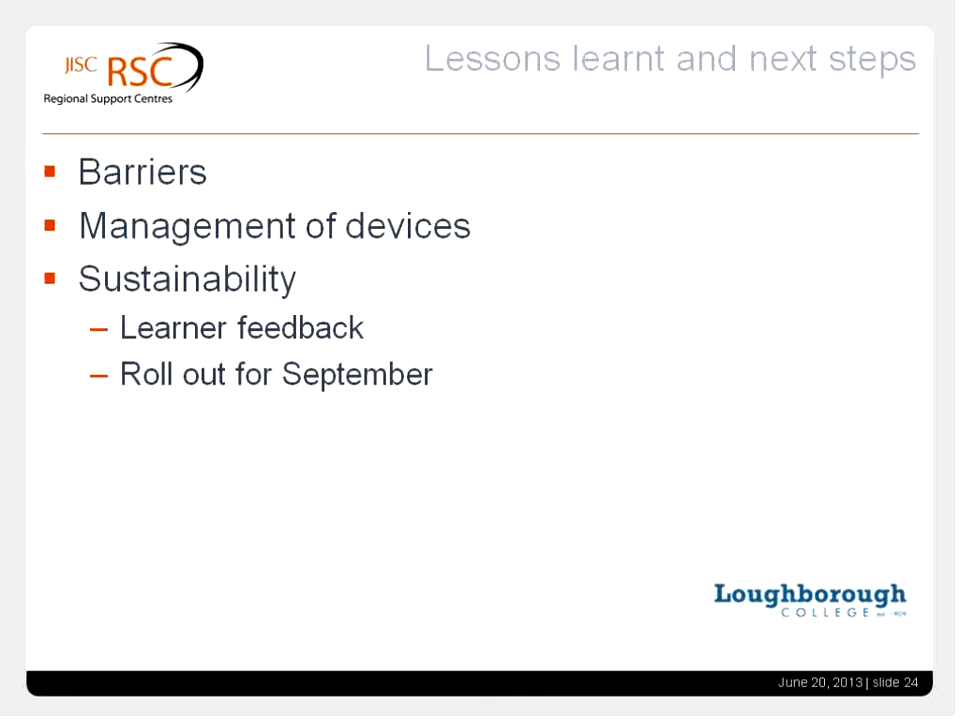 JISC RSC
Regional Support Centres
Lessons learnt and next steps
Barriers
Management of devices
Sustainability
– Learner feedback
– Roll out for September
Loughborough
COLLEGE
June 20, 2013 | slide 24